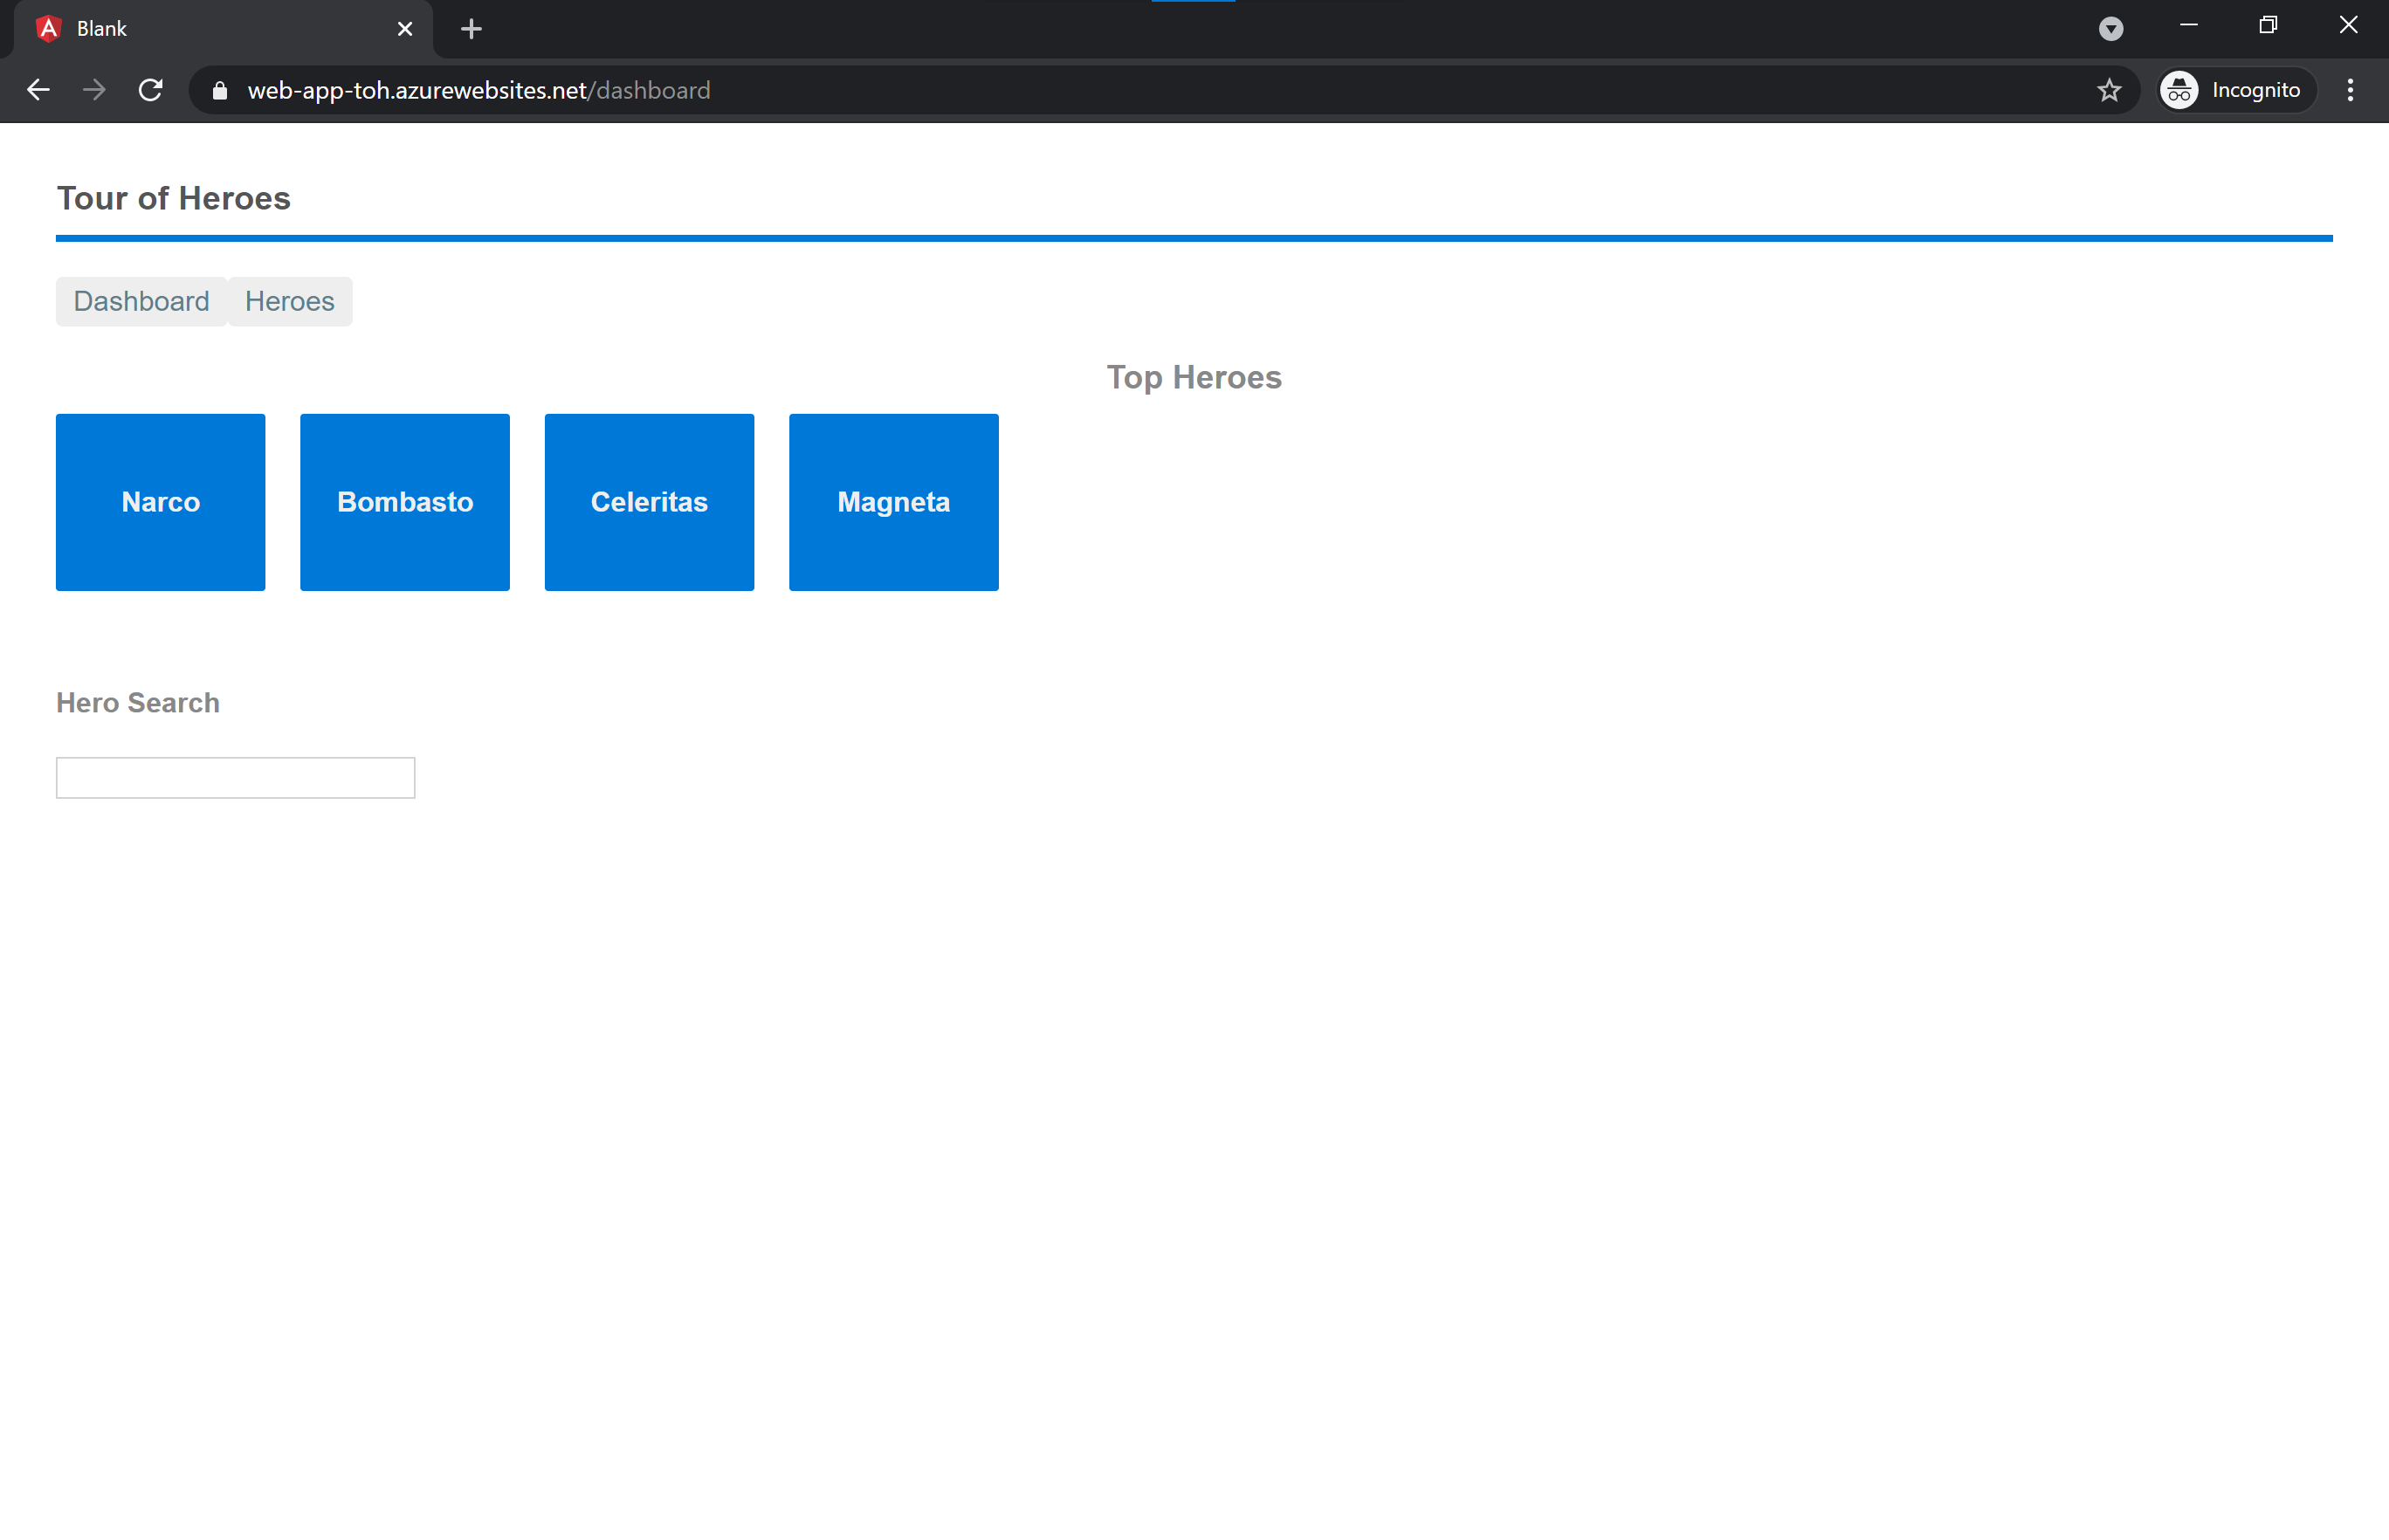 Blank
web-app-toh.azurewebsites.net/dashboard
Incognito
Tour of Heroes
Dashboard Heroes
Top Heroes
Narco Bombasto Celeritas Magneta
Hero Search